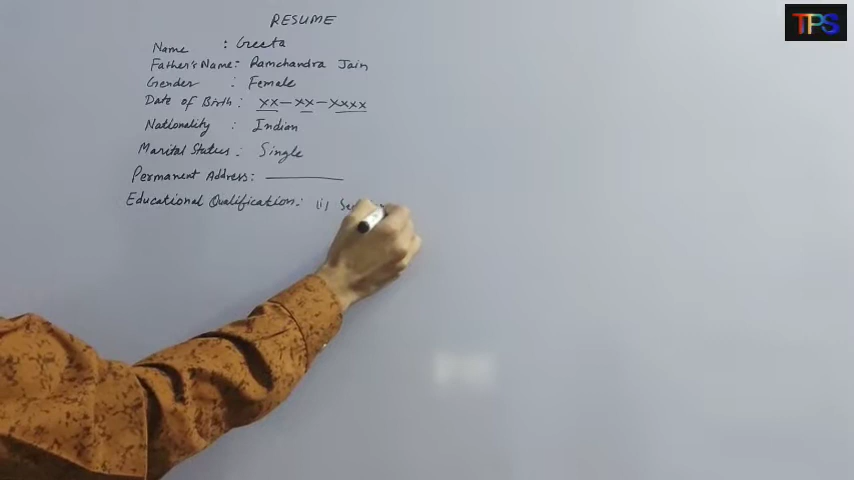 TPS
RESUME
Name : Geeta
Father's Name: Ramchandra Jain
Gender : Female
Date of Birth: XX-XX-XXXX
Nationality : Indian
Marital Status: Single
Permanent Address:
Educational Qualification: (i)